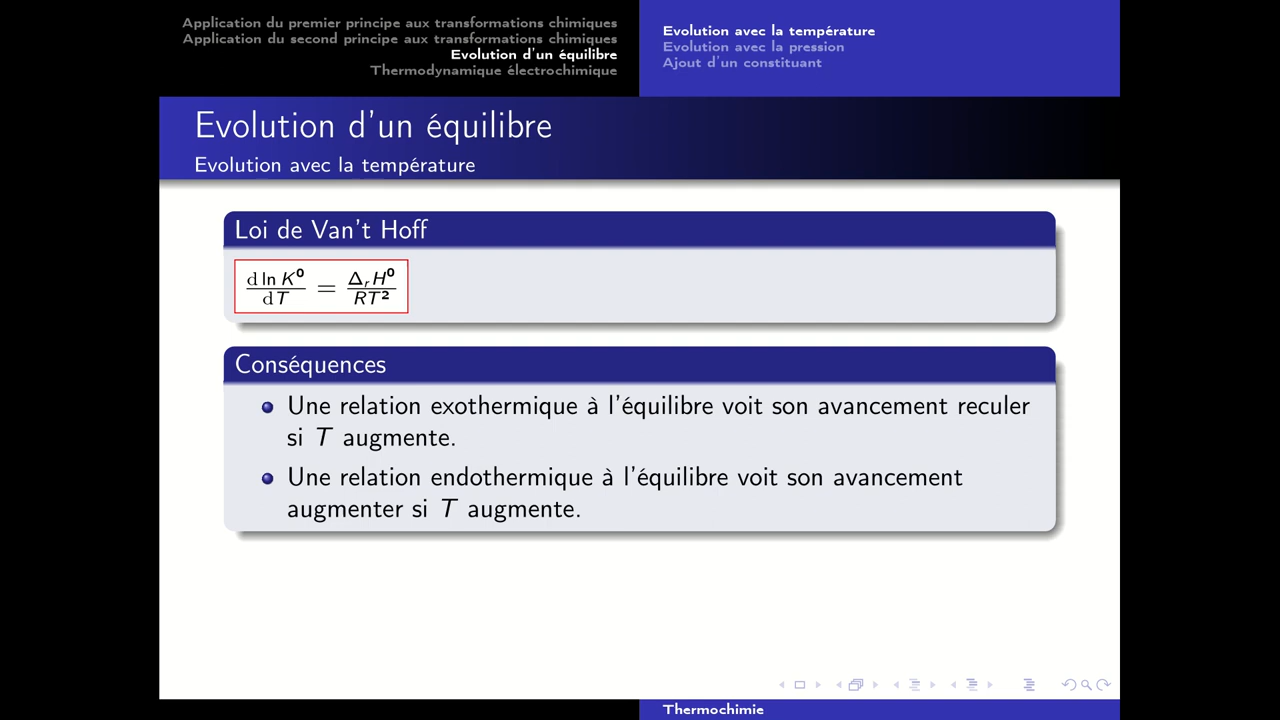 Application du premier principe aux transformations chimiques
Application du second principe aux transformations chimiques
Evolution d'un équilibre
Thermodynamique électrochimique
Evolution avec la température
Evolution avec la pression
Ajout d'un constituant
Evolution d'un équilibre
Evolution avec la température
Loi de Van't Hoff
d ln K⁰ / dT = Δ_r H⁰ / RT²
Conséquences
Une relation exothermique à l'équilibre voit son avancement reculer
si T augmente.
Une relation endothermique à l'équilibre voit son avancement
augmenter si T augmente.
Thermochimie